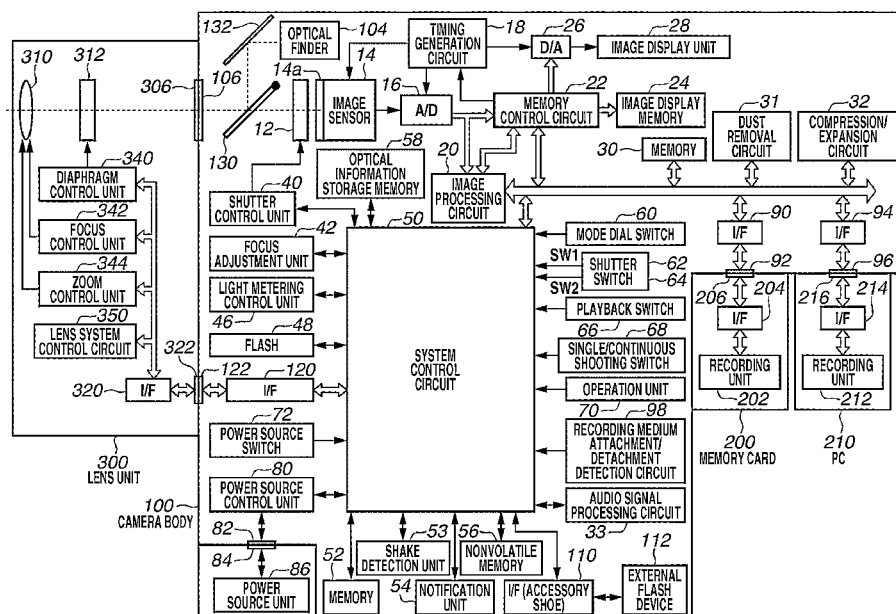 132
OPTICAL
FINDER
104
TIMING
GENERATION
CIRCUIT
18
26
D/A
28
IMAGE DISPLAY UNIT
310
312
306
106
14a
14
IMAGE
SENSOR
12
130
16
A/D
22
MEMORY
CONTROL
CIRCUIT
24
IMAGE DISPLAY
MEMORY
31
DUST
REMOVAL
CIRCUIT
32
COMPRESSION/
EXPANSION
CIRCUIT
30
MEMORY
58
OPTICAL
INFORMATION
STORAGE MEMORY
20
IMAGE
PROCESSING
CIRCUIT
340
DIAPHRAGM
CONTROL UNIT
342
FOCUS
CONTROL UNIT
344
ZOOM
CONTROL UNIT
350
LENS SYSTEM
CONTROL CIRCUIT
40
SHUTTER
CONTROL UNIT
42
FOCUS
ADJUSTMENT UNIT
LIGHT METERING
CONTROL UNIT
46
48
FLASH
50
SYSTEM
CONTROL
CIRCUIT
60
MODE DIAL SWITCH
SW1
SW2
SHUTTER
SWITCH
62
64
PLAYBACK SWITCH
66
68
SINGLE/CONTINUOUS
SHOOTING SWITCH
OPERATION UNIT
70
98
RECORDING MEDIUM
ATTACHMENT/
DETACHMENT
DETECTION CIRCUIT
AUDIO SIGNAL
PROCESSING CIRCUIT
33
90
I/F
94
I/F
92
96
206
204
I/F
216
214
I/F
RECORDING
UNIT
202
RECORDING
UNIT
212
200
MEMORY CARD
210
PC
320
I/F
322
122
120
I/F
72
POWER SOURCE
SWITCH
80
POWER SOURCE
CONTROL UNIT
300
LENS UNIT
100
CAMERA BODY
82
84
86
POWER
SOURCE UNIT
52
MEMORY
53
SHAKE
DETECTION UNIT
54
NOTIFICATION
UNIT
56
NONVOLATILE
MEMORY
110
I/F (ACCESSORY
SHOE)
112
EXTERNAL
FLASH
DEVICE